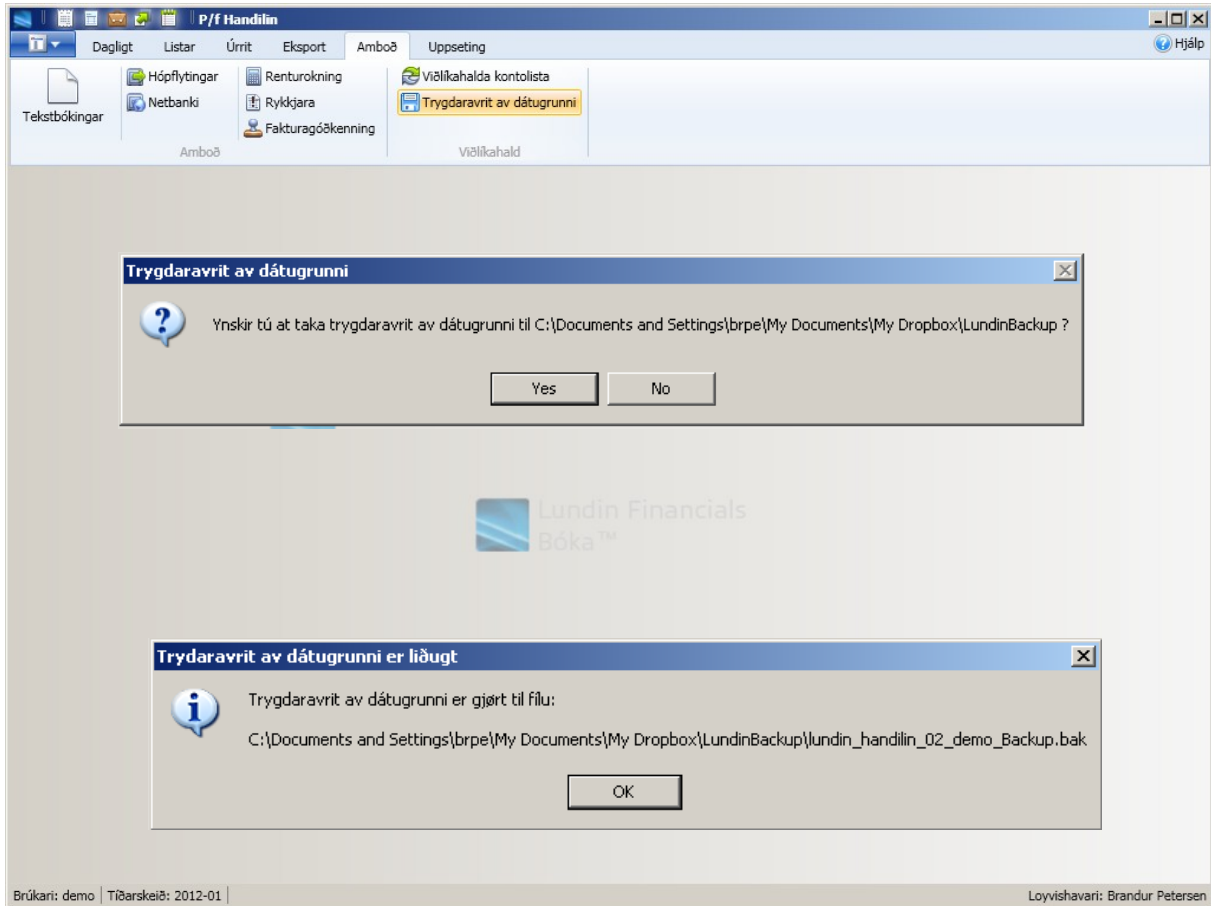 P/f Handilin
Dagligt Listar Úrrit Eksport Amboð Uppseting Hjálp
Tekstbókingar
Hópflytingar
Netbanki
Renturokning
Rykkjara
Fakturagóðkenning
Amboð
Viðlíkahalda kontolista
Trygdaravrit av dátugrunni
Viðlíkahald
Trygdaravrit av dátugrunni
Ynskir tú at taka trygdaravrit av dátugrunni til C:\Documents and Settings\brpe\My Documents\My Dropbox\LundinBackup ?
Yes No
Lundin Financials
Bóka™
Trydaravrit av dátugrunni er liðugt
Trygdaravrit av dátugrunni er gjørt til fílu:
C:\Documents and Settings\brpe\My Documents\My Dropbox\LundinBackup\lundin_handilin_02_demo_Backup.bak
OK
Brúkari: demo Tíðarskeið: 2012-01 Loyvishavari: Brandur Petersen